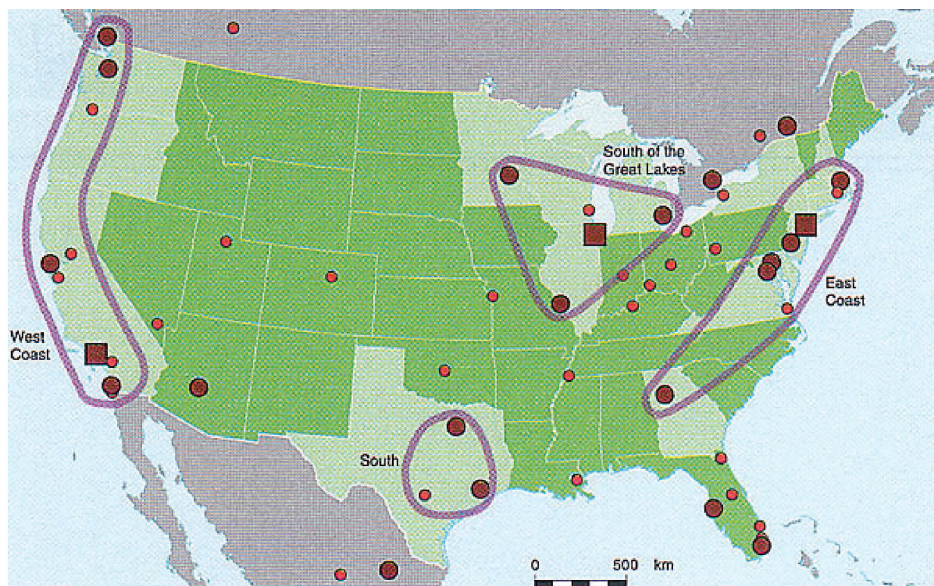 South of the
Great Lakes
East
Coast
West
Coast
South
0 500 km